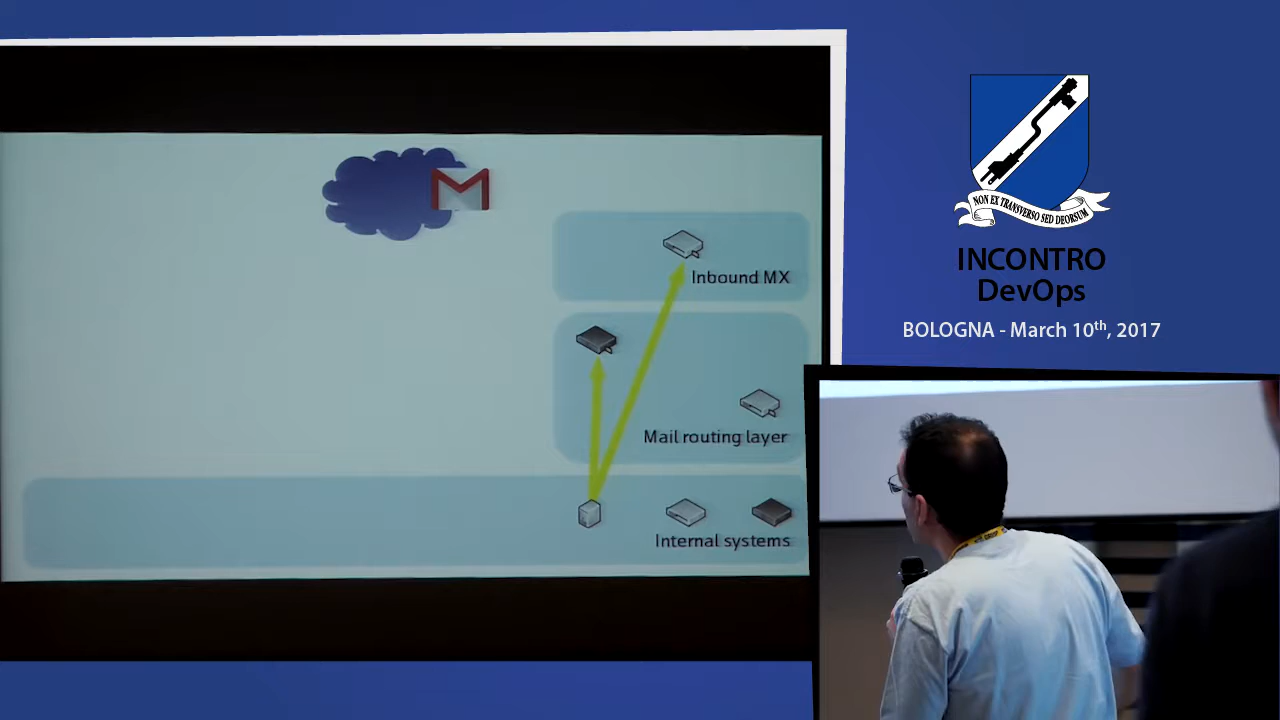 Inbound MX
Mail routing layer
Internal systems
NON EX TRANSVERSO SED DEORSUM
INCONTRO
DevOps
BOLOGNA - March 10th, 2017